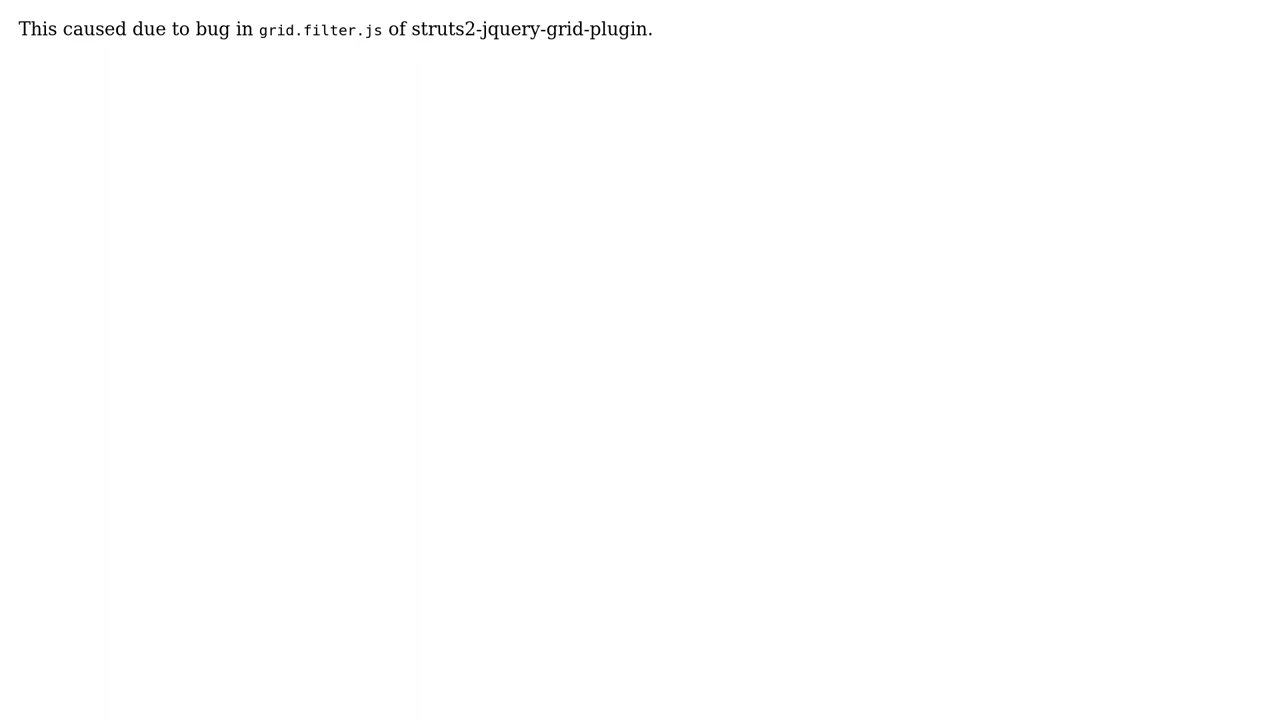 This caused due to bug in grid.filter.js of struts2-jquery-grid-plugin.